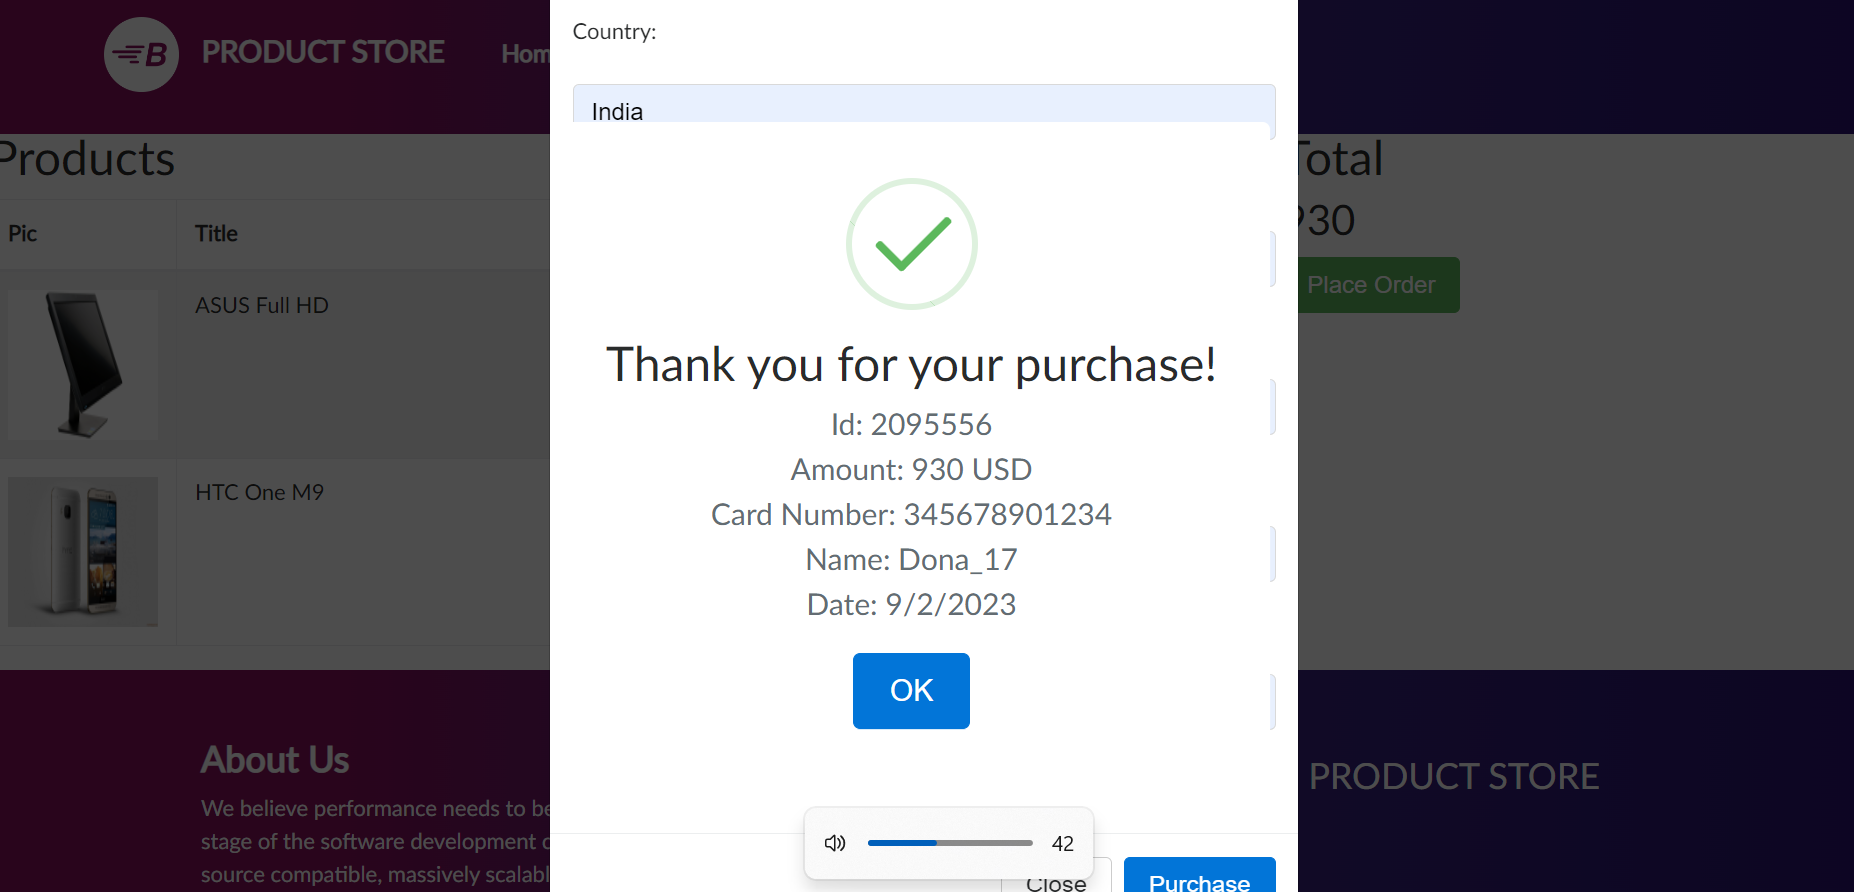 B PRODUCT STORE Hom
Country:
India
Products
Total
930
Pic Title
Place Order
ASUS Full HD
HTC One M9
Thank you for your purchase!
Id: 2095556
Amount: 930 USD
Card Number: 345678901234
Name: Dona_17
Date: 9/2/2023
OK
About Us
We believe performance needs to be
stage of the software development
source compatible, massively scalabl
PRODUCT STORE
42
Close
Purchase